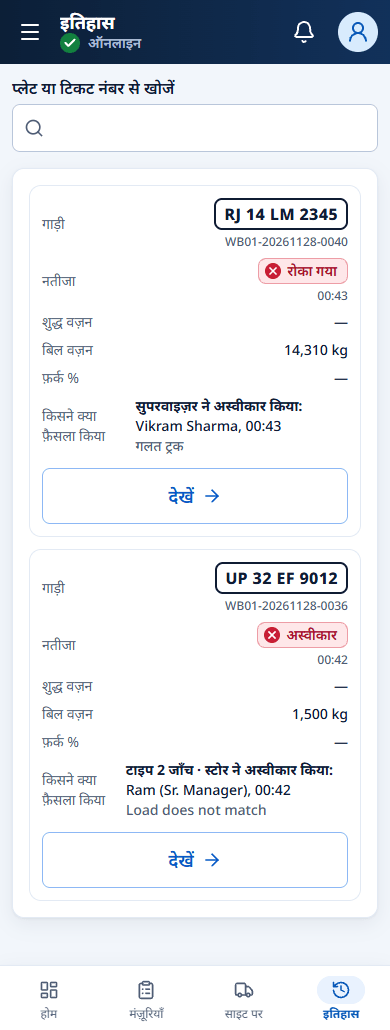 इतिहास
ऑनलाइन
प्लेट या टिकट नंबर से खोजें
गाड़ी
RJ 14 LM 2345
WB01-20261128-0040
नतीजा
रोका गया
00:43
शुद्ध वज़न
—
बिल वज़न
14,310 kg
फ़र्क %
—
किसने क्या
फ़ैसला किया
सुपरवाइज़र ने अस्वीकार किया:
Vikram Sharma, 00:43
गलत ट्रक
देखें
गाड़ी
UP 32 EF 9012
WB01-20261128-0036
नतीजा
अस्वीकार
00:42
शुद्ध वज़न
—
बिल वज़न
1,500 kg
फ़र्क %
—
किसने क्या
फ़ैसला किया
टाइप 2 जाँच · स्टोर ने अस्वीकार किया:
Ram (Sr. Manager), 00:42
Load does not match
देखें
होम
मंज़ूरियाँ
साइट पर
इतिहास